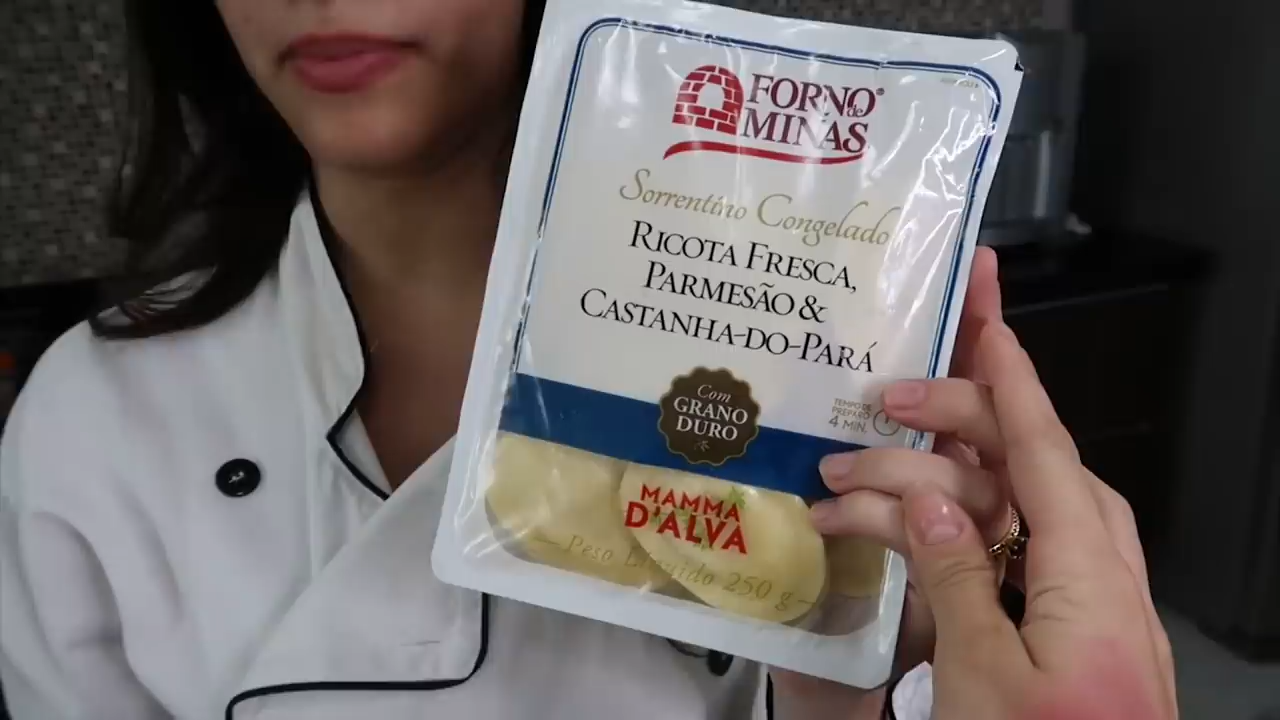 FORNO de
MINAS
Sorrentino Congelado
RICOTA FRESCA,
PARMESÃO &
CASTANHA-DO-PARÁ
Com
GRANO
DURO
TEMPO DE
PREPARO
4 MIN.
MAMMA
D'ALVA
Peso Líquido 250 g